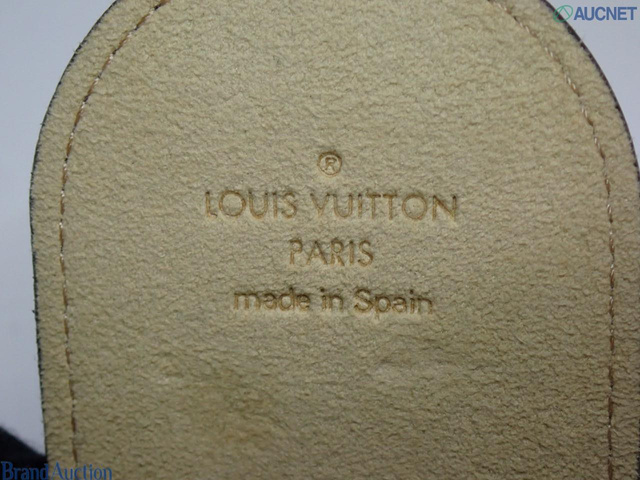 AUCNET
®
LOUIS VUITTON
PARIS
made in Spain
Brand Auction